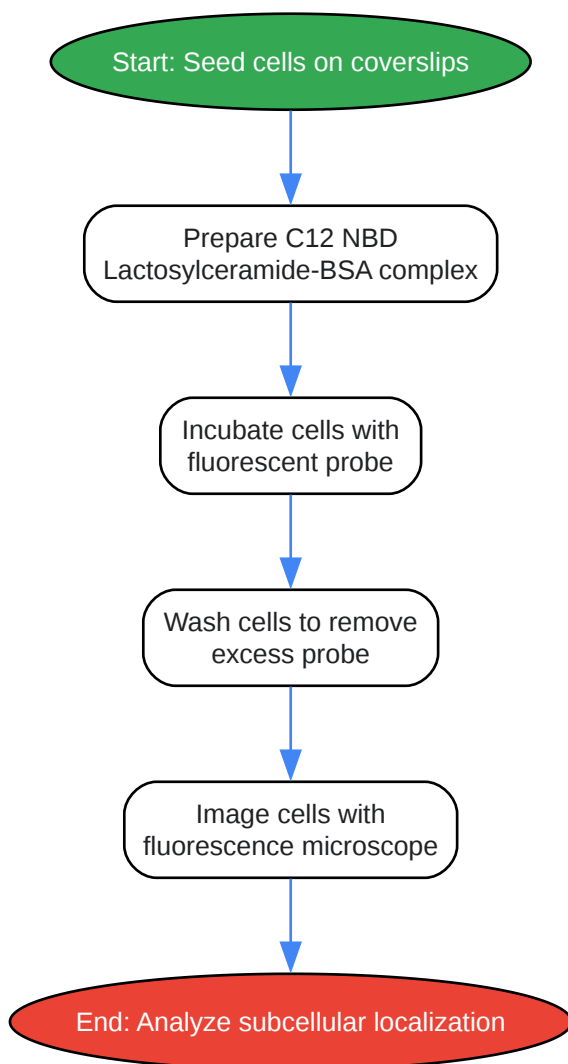 Start: Seed cells on coverslips
Prepare C12 NBD
Lactosylceramide-BSA complex
Incubate cells with
fluorescent probe
Wash cells to remove
excess probe
Image cells with
fluorescence microscope
End: Analyze subcellular localization